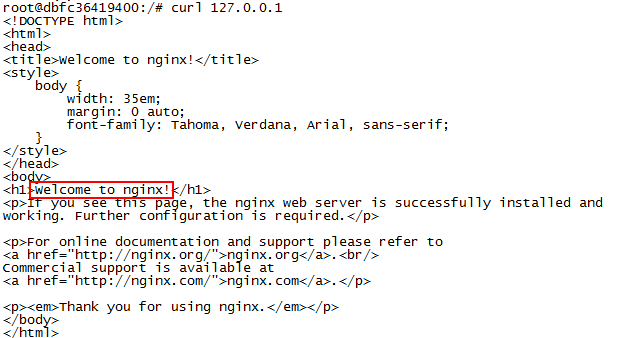 root@dbfc36419400:/# curl 127.0.0.1
<!DOCTYPE html>
<html>
<head>
<title>Welcome to nginx!</title>
<style>
    body {
        width: 35em;
        margin: 0 auto;
        font-family: Tahoma, Verdana, Arial, sans-serif;
    }
</style>
</head>
<body>
<h1>Welcome to nginx!</h1>
<p>If you see this page, the nginx web server is successfully installed and
working. Further configuration is required.</p>

<p>For online documentation and support please refer to
<a href="http://nginx.org/">nginx.org</a>.<br/>
Commercial support is available at
<a href="http://nginx.com/">nginx.com</a>.</p>

<p><em>Thank you for using nginx.</em></p>
</body>
</html>